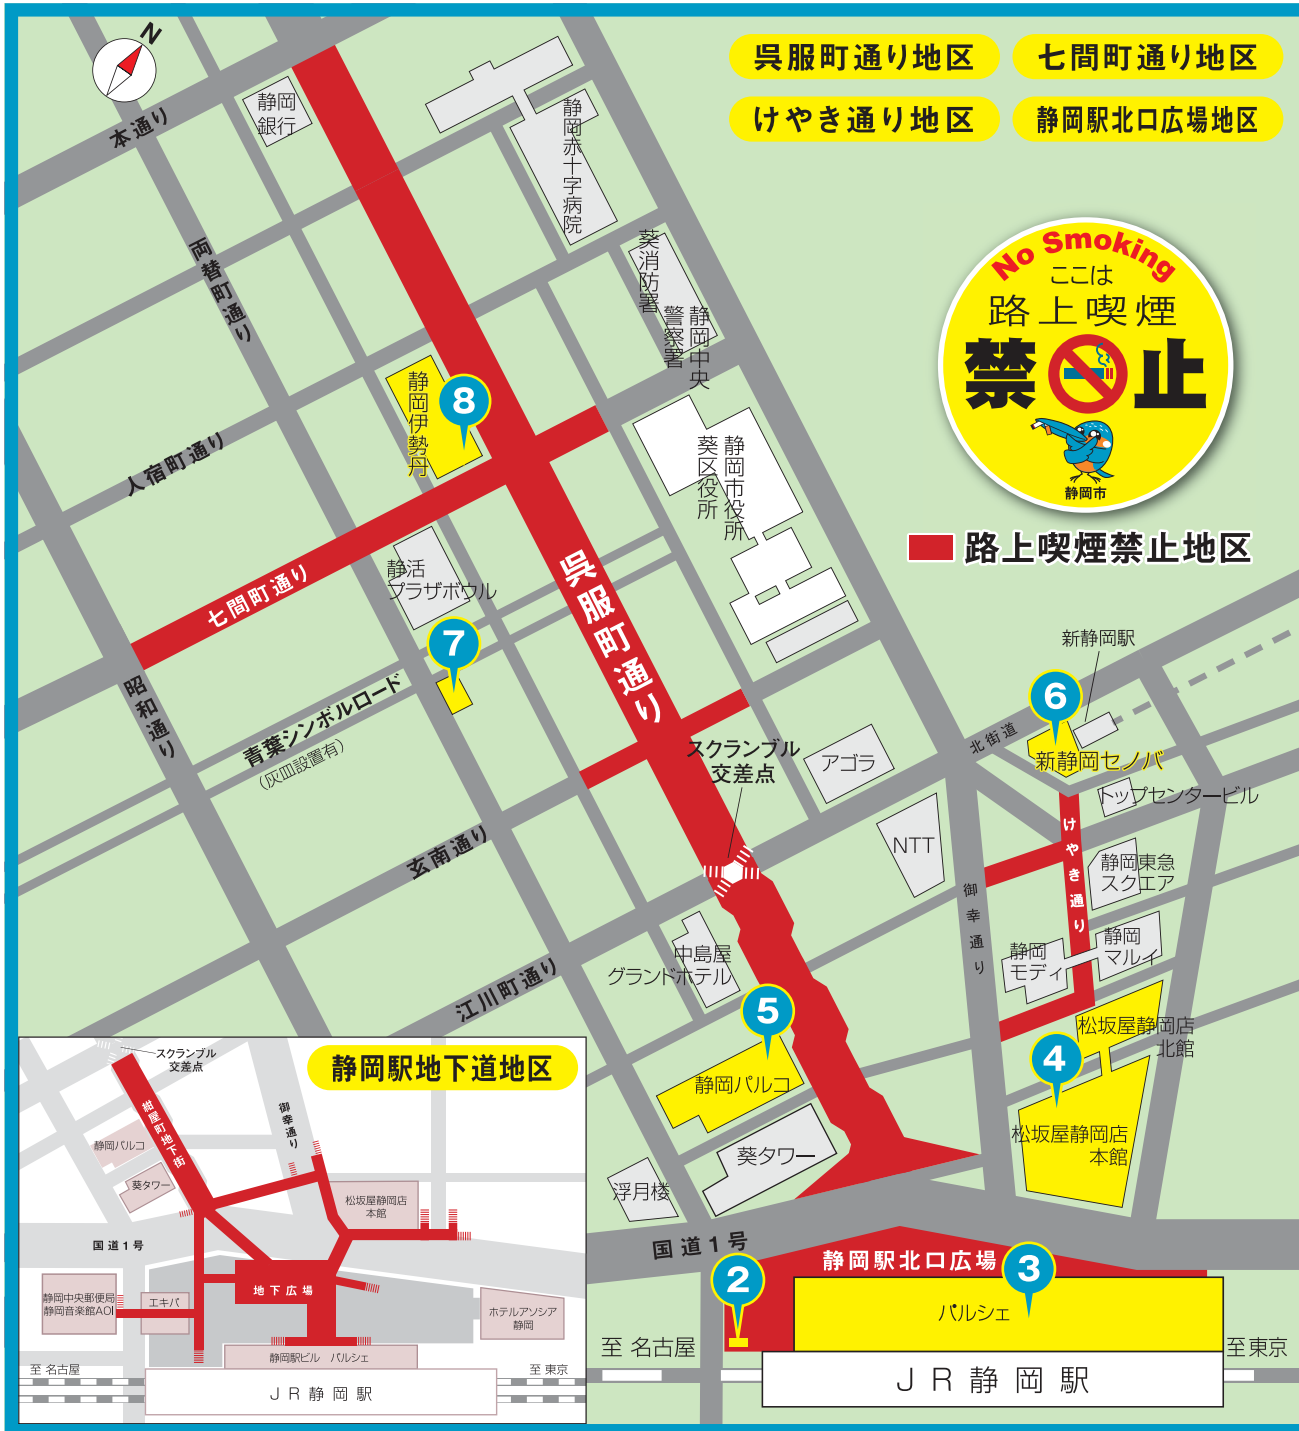 呉服町通り地区
七間町通り地区
けやき通り地区
静岡駅北口広場地区
N
本通り
静岡
銀行
静岡赤十字病院
両替町通り
葵消防署
静岡中央
警察署
No Smoking
ここは
路上喫煙
禁止
静岡市
路上喫煙禁止地区
静岡伊勢丹
8
人宿町通り
静岡市役所
葵区役所
静活
プラザボウル
七間町通り
呉服町通り
7
昭和通り
青葉シンボルロード
（灰皿設置有）
新静岡駅
6
北街道
新静岡セノバ
スクランブル
交差点
アゴラ
トップセンタービル
けやき通り
NTT
玄南通り
静岡東急
スクエア
御幸通り
静岡
モディ
静岡
マルイ
中島屋
グランドホテル
江川町通り
5
松坂屋静岡店
北館
4
静岡パルコ
松坂屋静岡店
本館
葵タワー
浮月楼
国道1号
静岡駅北口広場
2
3
パルシェ
至 名古屋
至東京
JR静岡駅
静岡駅地下道地区
スクランブル
交差点
紺屋町地下街
御幸通り
静岡パルコ
葵タワー
松坂屋静岡店
本館
国道1号
地下広場
静岡中央郵便局
静岡音楽館AOI
エキパ
ホテルアソシア
静岡
静岡駅ビル パルシェ
至 名古屋
至 東京
JR静岡駅